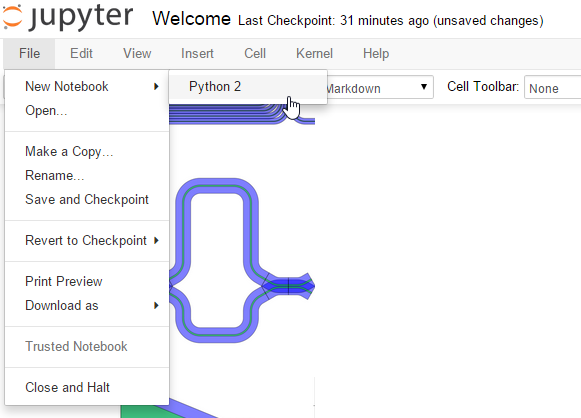 jupyter Welcome Last Checkpoint: 31 minutes ago (unsaved changes)
File Edit View Insert Cell Kernel Help
New Notebook Python 2 Markdown Cell Toolbar: None
Open...
Make a Copy...
Rename...
Save and Checkpoint
Revert to Checkpoint
Print Preview
Download as
Trusted Notebook
Close and Halt